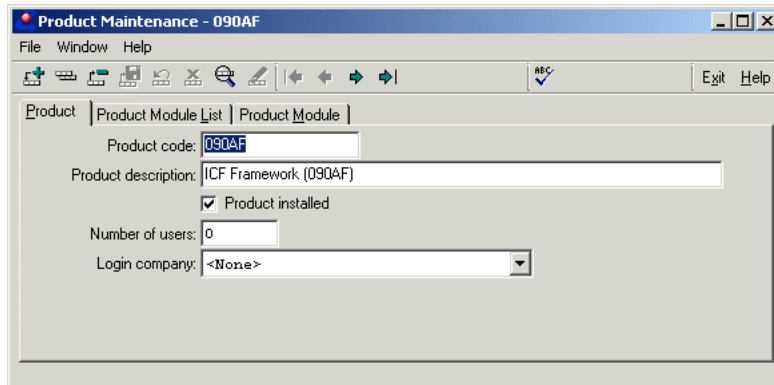 Product Maintenance - 090AF
File Window Help
ABC Exit Help
Product Product Module List Product Module
Product code: 090AF
Product description: ICF Framework (090AF)
Product installed
Number of users: 0
Login company: <None>